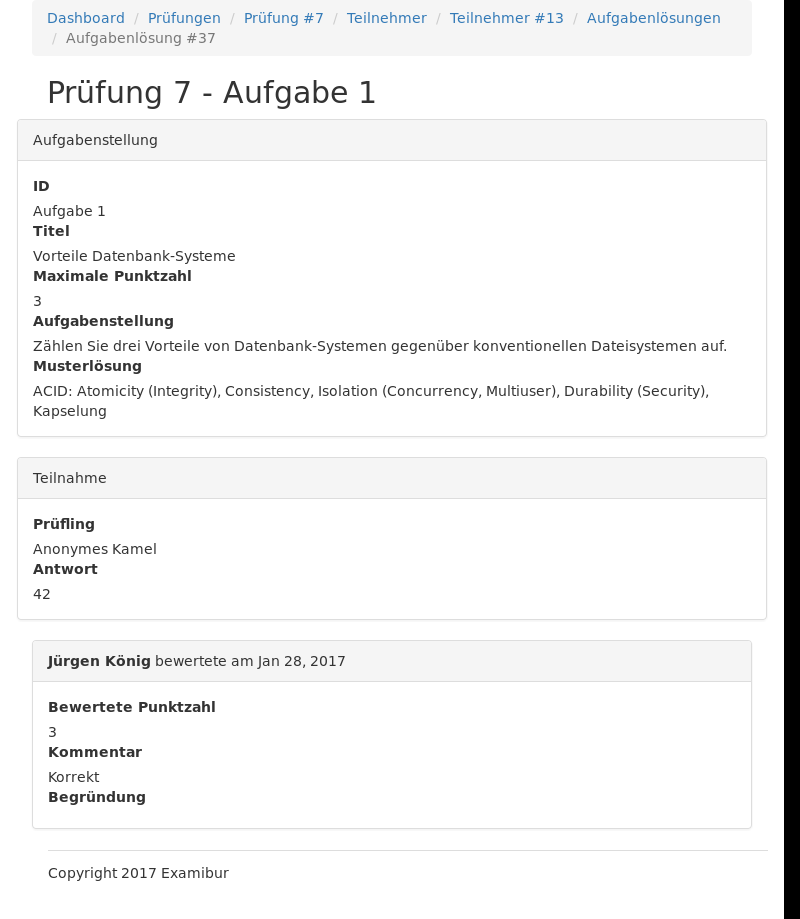 Dashboard / Prüfungen / Prüfung #7 / Teilnehmer / Teilnehmer #13 / Aufgabenlösungen
/ Aufgabenlösung #37
Prüfung 7 - Aufgabe 1
Aufgabenstellung
ID
Aufgabe 1
Titel
Vorteile Datenbank-Systeme
Maximale Punktzahl
3
Aufgabenstellung
Zählen Sie drei Vorteile von Datenbank-Systemen gegenüber konventionellen Dateisystemen auf.
Musterlösung
ACID: Atomicity (Integrity), Consistency, Isolation (Concurrency, Multiuser), Durability (Security),
Kapselung
Teilnahme
Prüfling
Anonymes Kamel
Antwort
42
Jürgen König bewertete am Jan 28, 2017
Bewertete Punktzahl
3
Kommentar
Korrekt
Begründung
Copyright 2017 Examibur